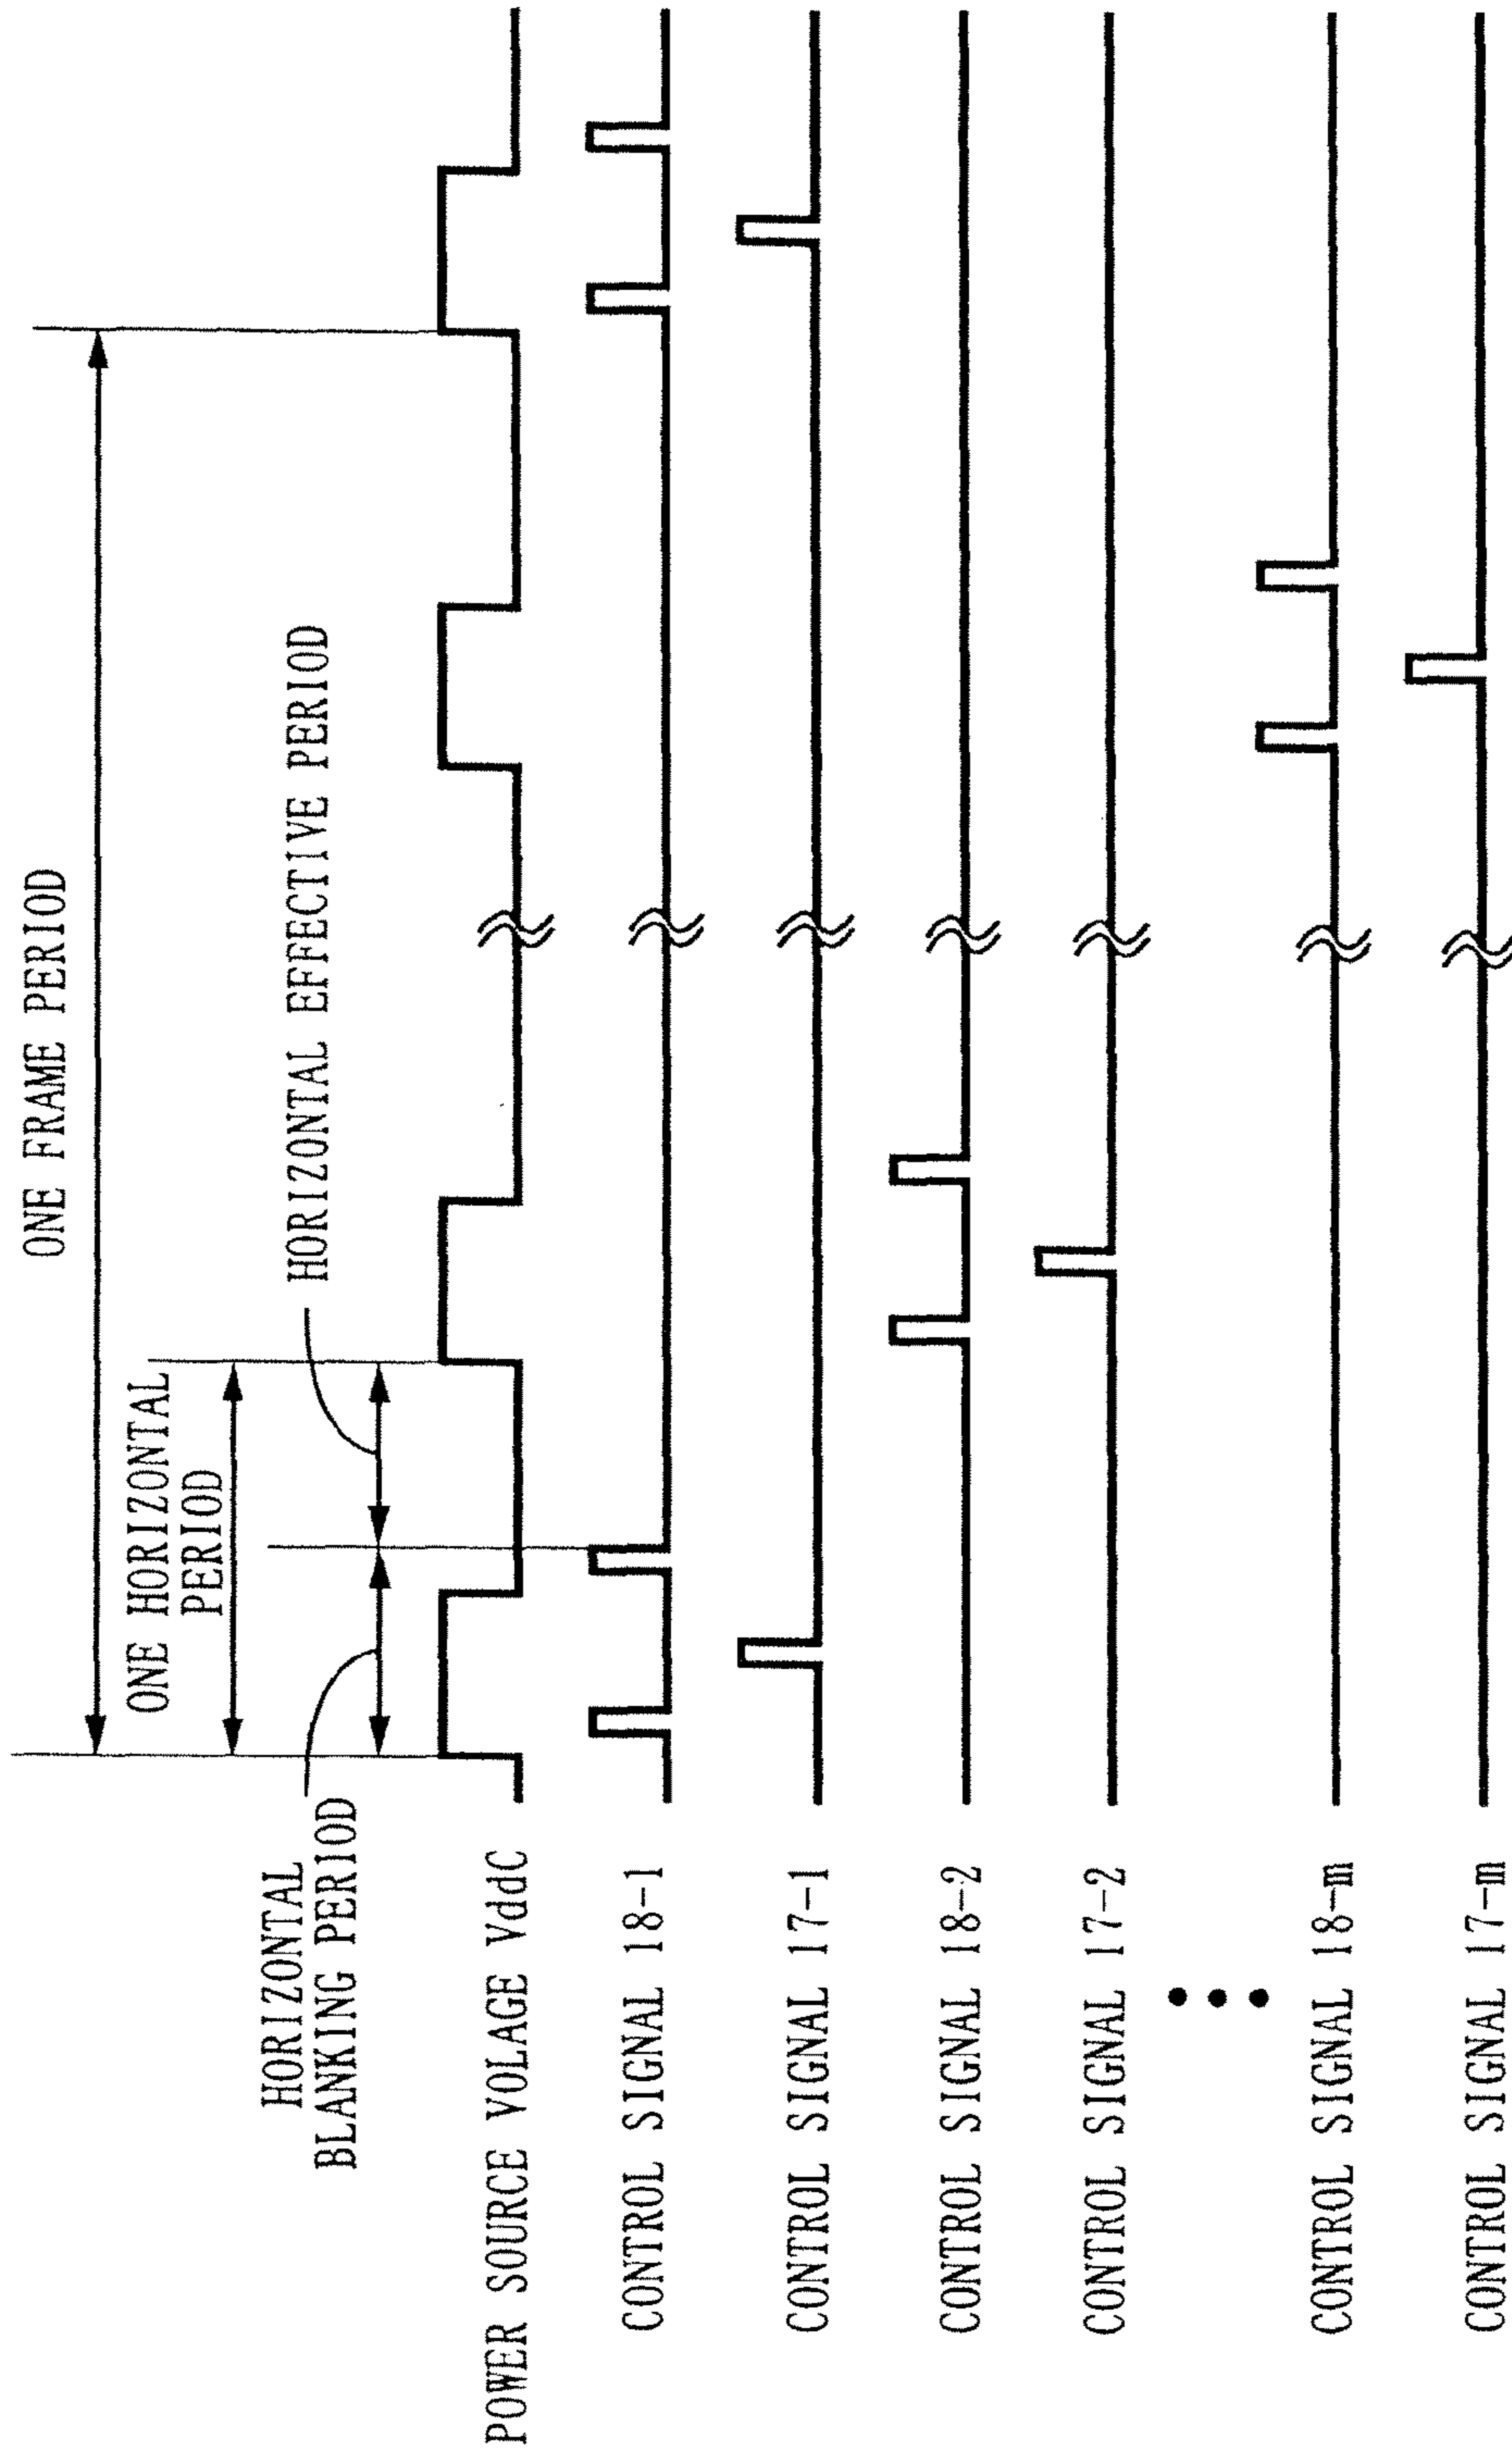 ONE FRAME PERIOD
ONE HORIZONTAL
PERIOD
HORIZONTAL EFFECTIVE PERIOD
HORIZONTAL
BLANKING PERIOD
POWER SOURCE VOLAGE VddC
CONTROL SIGNAL 18-1
CONTROL SIGNAL 17-1
CONTROL SIGNAL 18-2
CONTROL SIGNAL 17-2
CONTROL SIGNAL 18-m
CONTROL SIGNAL 17-m